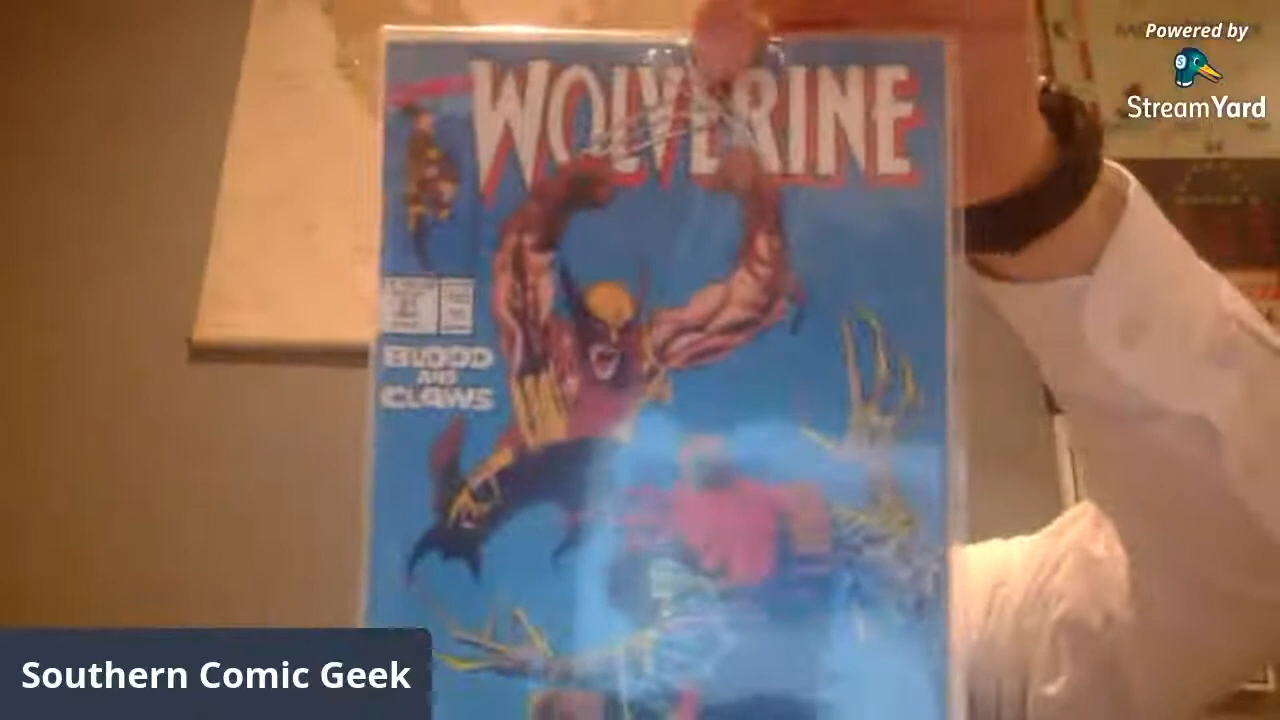 Powered by
StreamYard
WOLVERINE
BLOOD
AND
CLAWS
Southern Comic Geek